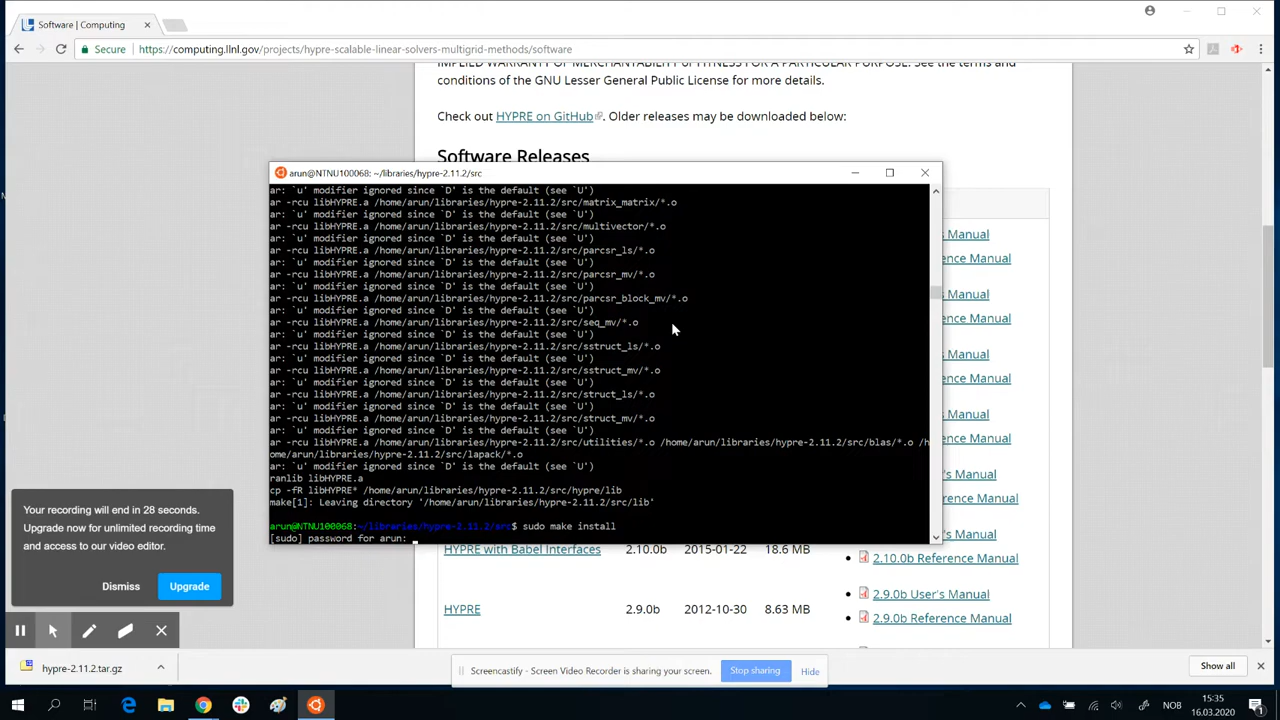 Software | Computing
Secure
https://computing.llnl.gov/projects/hypre-scalable-linear-solvers-multigrid-methods/software
IMPLIED WARRANTY OF MERCHANTABILITY or FITNESS FOR A PARTICULAR PURPOSE. See the terms and
conditions of the GNU Lesser General Public License for more details.
Check out HYPRE on GitHub. Older releases may be downloaded below:
Software Releases
arun@NTNU100068: ~/libraries/hypre-2.11.2/src
ar: `u' modifier ignored since `D' is the default (see `U')
ar -rcu libHYPRE.a /home/arun/libraries/hypre-2.11.2/src/matrix_matrix/*.o
ar: `u' modifier ignored since `D' is the default (see `U')
ar -rcu libHYPRE.a /home/arun/libraries/hypre-2.11.2/src/multivector/*.o
ar: `u' modifier ignored since `D' is the default (see `U')
ar -rcu libHYPRE.a /home/arun/libraries/hypre-2.11.2/src/parcsr_ls/*.o
ar: `u' modifier ignored since `D' is the default (see `U')
ar -rcu libHYPRE.a /home/arun/libraries/hypre-2.11.2/src/parcsr_mv/*.o
ar: `u' modifier ignored since `D' is the default (see `U')
ar -rcu libHYPRE.a /home/arun/libraries/hypre-2.11.2/src/parcsr_block_mv/*.o
ar: `u' modifier ignored since `D' is the default (see `U')
ar -rcu libHYPRE.a /home/arun/libraries/hypre-2.11.2/src/seq_mv/*.o
ar: `u' modifier ignored since `D' is the default (see `U')
ar -rcu libHYPRE.a /home/arun/libraries/hypre-2.11.2/src/sstruct_ls/*.o
ar: `u' modifier ignored since `D' is the default (see `U')
ar -rcu libHYPRE.a /home/arun/libraries/hypre-2.11.2/src/sstruct_mv/*.o
ar: `u' modifier ignored since `D' is the default (see `U')
ar -rcu libHYPRE.a /home/arun/libraries/hypre-2.11.2/src/struct_ls/*.o
ar: `u' modifier ignored since `D' is the default (see `U')
ar -rcu libHYPRE.a /home/arun/libraries/hypre-2.11.2/src/struct_mv/*.o
ar: `u' modifier ignored since `D' is the default (see `U')
ar -rcu libHYPRE.a /home/arun/libraries/hypre-2.11.2/src/utilities/*.o /home/arun/libraries/hypre-2.11.2/src/blas/*.o /h
ome/arun/libraries/hypre-2.11.2/src/lapack/*.o
ar: `u' modifier ignored since `D' is the default (see `U')
ranlib libHYPRE.a
cp -fR libHYPRE* /home/arun/libraries/hypre-2.11.2/src/hypre/lib
make[1]: Leaving directory '/home/arun/libraries/hypre-2.11.2/src/lib'
arun@NTNU100068:~/libraries/hypre-2.11.2/src$ sudo make install
[sudo] password for arun:
s Manual
ence Manual
s Manual
ence Manual
s Manual
ence Manual
s Manual
ence Manual
s Manual
ence Manual
s Manual
HYPRE with Babel Interfaces 2.10.0b 2015-01-22 18.6 MB
2.10.0b Reference Manual
2.9.0b User's Manual
HYPRE 2.9.0b 2012-10-30 8.63 MB
2.9.0b Reference Manual
Your recording will end in 28 seconds.
Upgrade now for unlimited recording time
and access to our video editor.
Dismiss
Upgrade
hypre-2.11.2.tar.gz
Screencastify - Screen Video Recorder is sharing your screen.
Stop sharing
Hide
Show all
NOB
15:35
16.03.2020
1